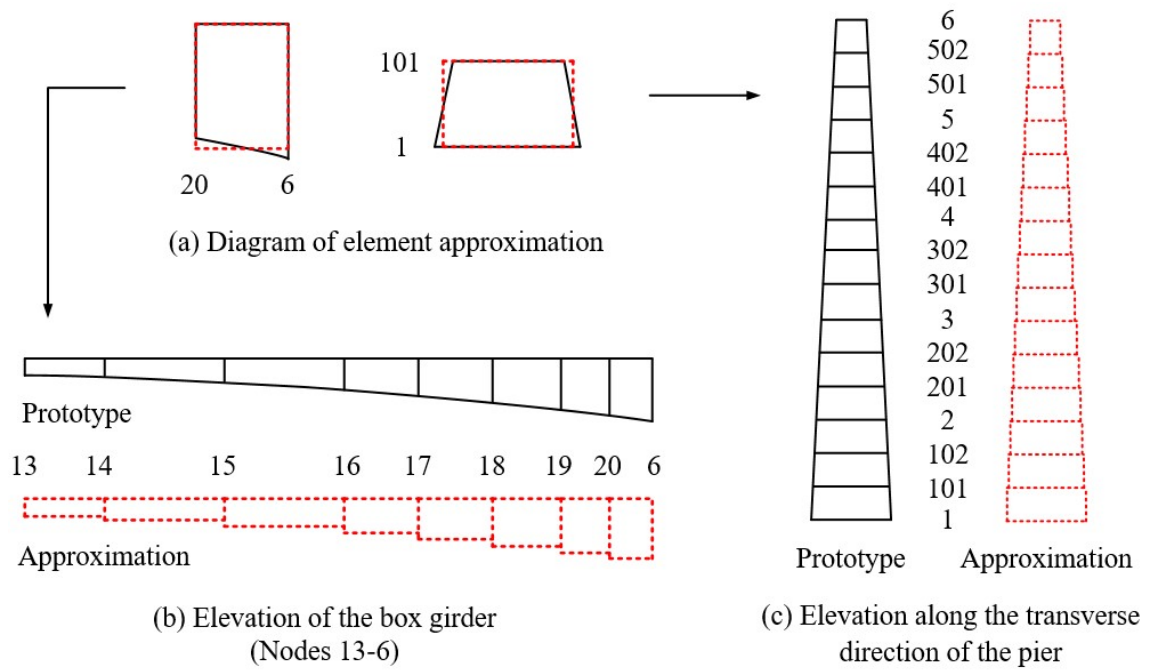 101
1
20 6
(a) Diagram of element approximation
Prototype
13 14 15 16 17 18 19 20 6
Approximation
(b) Elevation of the box girder
(Nodes 13-6)
6
502
501
5
402
401
4
302
301
3
202
201
2
102
101
1
Prototype Approximation
(c) Elevation along the transverse
direction of the pier